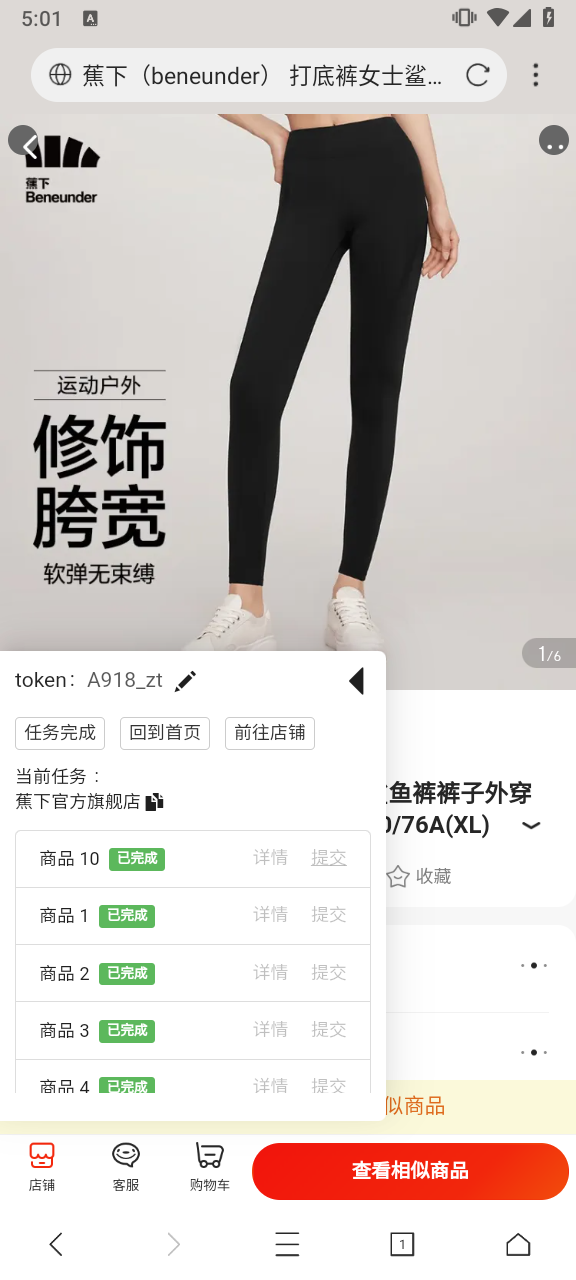 5:01
A
蕉下（beneunder） 打底裤女士鲨...
蕉下
Beneunder
运动户外
修饰
胯宽
软弹无束缚
1/6
token： A918_zt
任务完成 回到首页 前往店铺
当前任务：
蕉下官方旗舰店
鱼裤裤子外穿
0/76A(XL)
收藏
商品 10 已完成 详情 提交
商品 1 已完成 详情 提交
商品 2 已完成 详情 提交
商品 3 已完成 详情 提交
商品 4 已完成 详情 提交
似商品
店铺 客服 购物车 查看相似商品
1